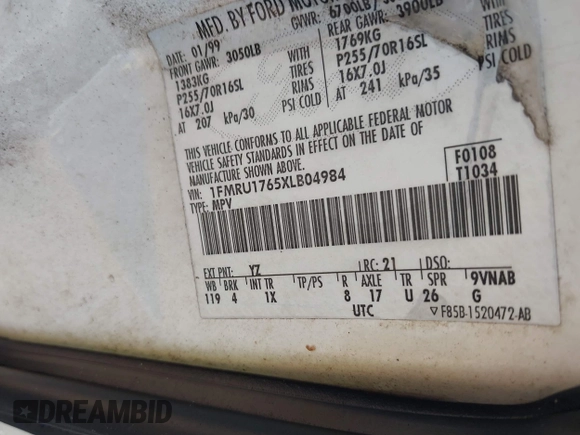 MFD. BY FORD MOTOR
DATE: 01/99 GVWR: 6700LB/
FRONT GAWR: 3050LB REAR GAWR: 3900LB
1383KG WITH 1769KG WITH
P255/70R16SL TIRES P255/70R16SL TIRES
16X7.0J RIMS 16X7.0J RIMS
AT 207 kPa/30 PSI COLD AT 241 kPa/35 PSI COLD
THIS VEHICLE CONFORMS TO ALL APPLICABLE FEDERAL MOTOR
VEHICLE SAFETY STANDARDS IN EFFECT ON THE DATE OF
MANUFACTURE SHOWN ABOVE.
VIN: 1FMRU1765XLB04984 F0108
TYPE: MPV T1034
EXT PNT: YZ RC: 21 DSO:
WB BRK INT TR TP/PS R AXLE TR SPR 9VNAB
119 4 1X 8 17 U 26 G
UTC ▽F85B-1520472-AB
DREAMBID